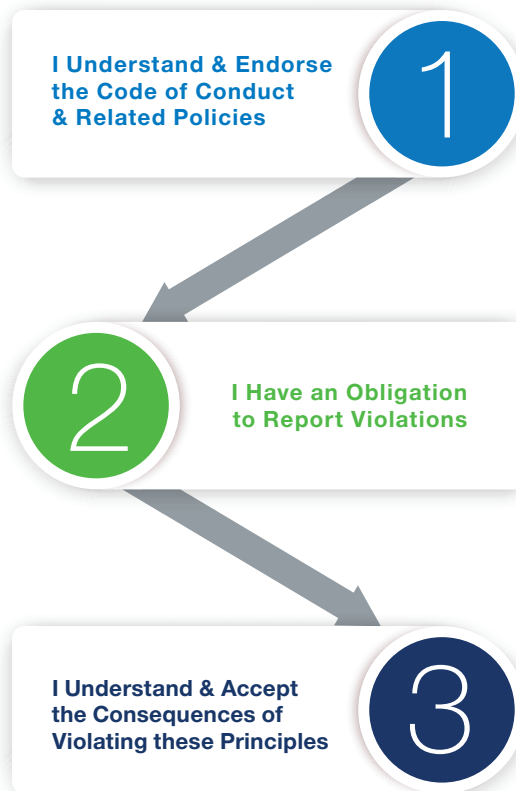 I Understand & Endorse
the Code of Conduct
& Related Policies
1
2
I Have an Obligation
to Report Violations
I Understand & Accept
the Consequences of
Violating these Principles
3